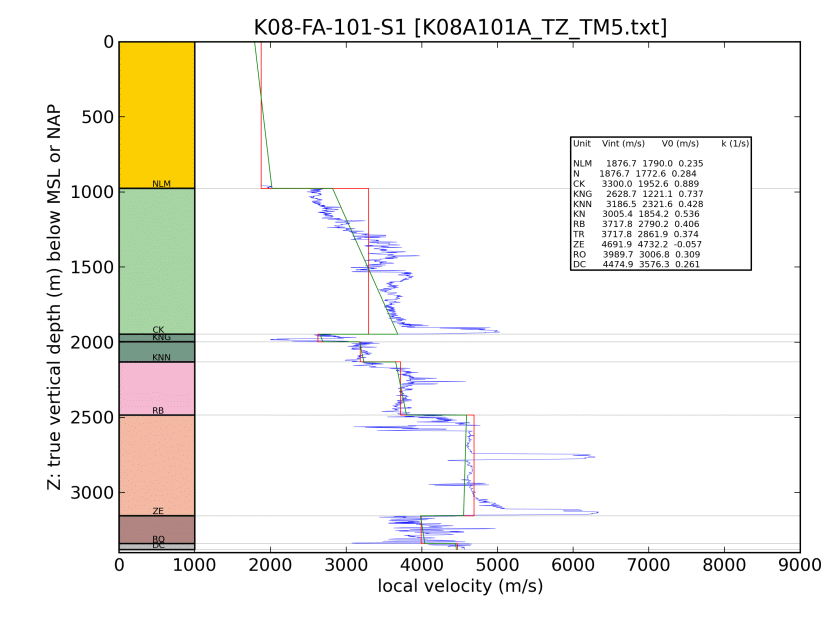 K08-FA-101-S1 [K08A101A_TZ_TM5.txt]
Z: true vertical depth (m) below MSL or NAP
0
500
1000
1500
2000
2500
3000
NLM
CK
KNG
KNN
RB
ZE
RO
DC
Unit Vint (m/s) V0 (m/s) k (1/s)
NLM 1876.7 1790.0 0.235
N 1876.7 1772.6 0.284
CK 3300.0 1952.6 0.889
KNG 2628.7 1221.1 0.737
KNN 3186.5 2321.6 0.428
KN 3005.4 1854.2 0.536
RB 3717.8 2790.2 0.406
TR 3717.8 2861.9 0.374
ZE 4691.9 4732.2 -0.057
RO 3989.7 3006.8 0.309
DC 4474.9 3576.3 0.261
0 1000 2000 3000 4000 5000 6000 7000 8000 9000
local velocity (m/s)